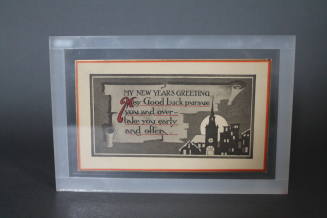 MY NEW YEAR'S GREETING
May Good luck pursue
you and over-
take you early
and often